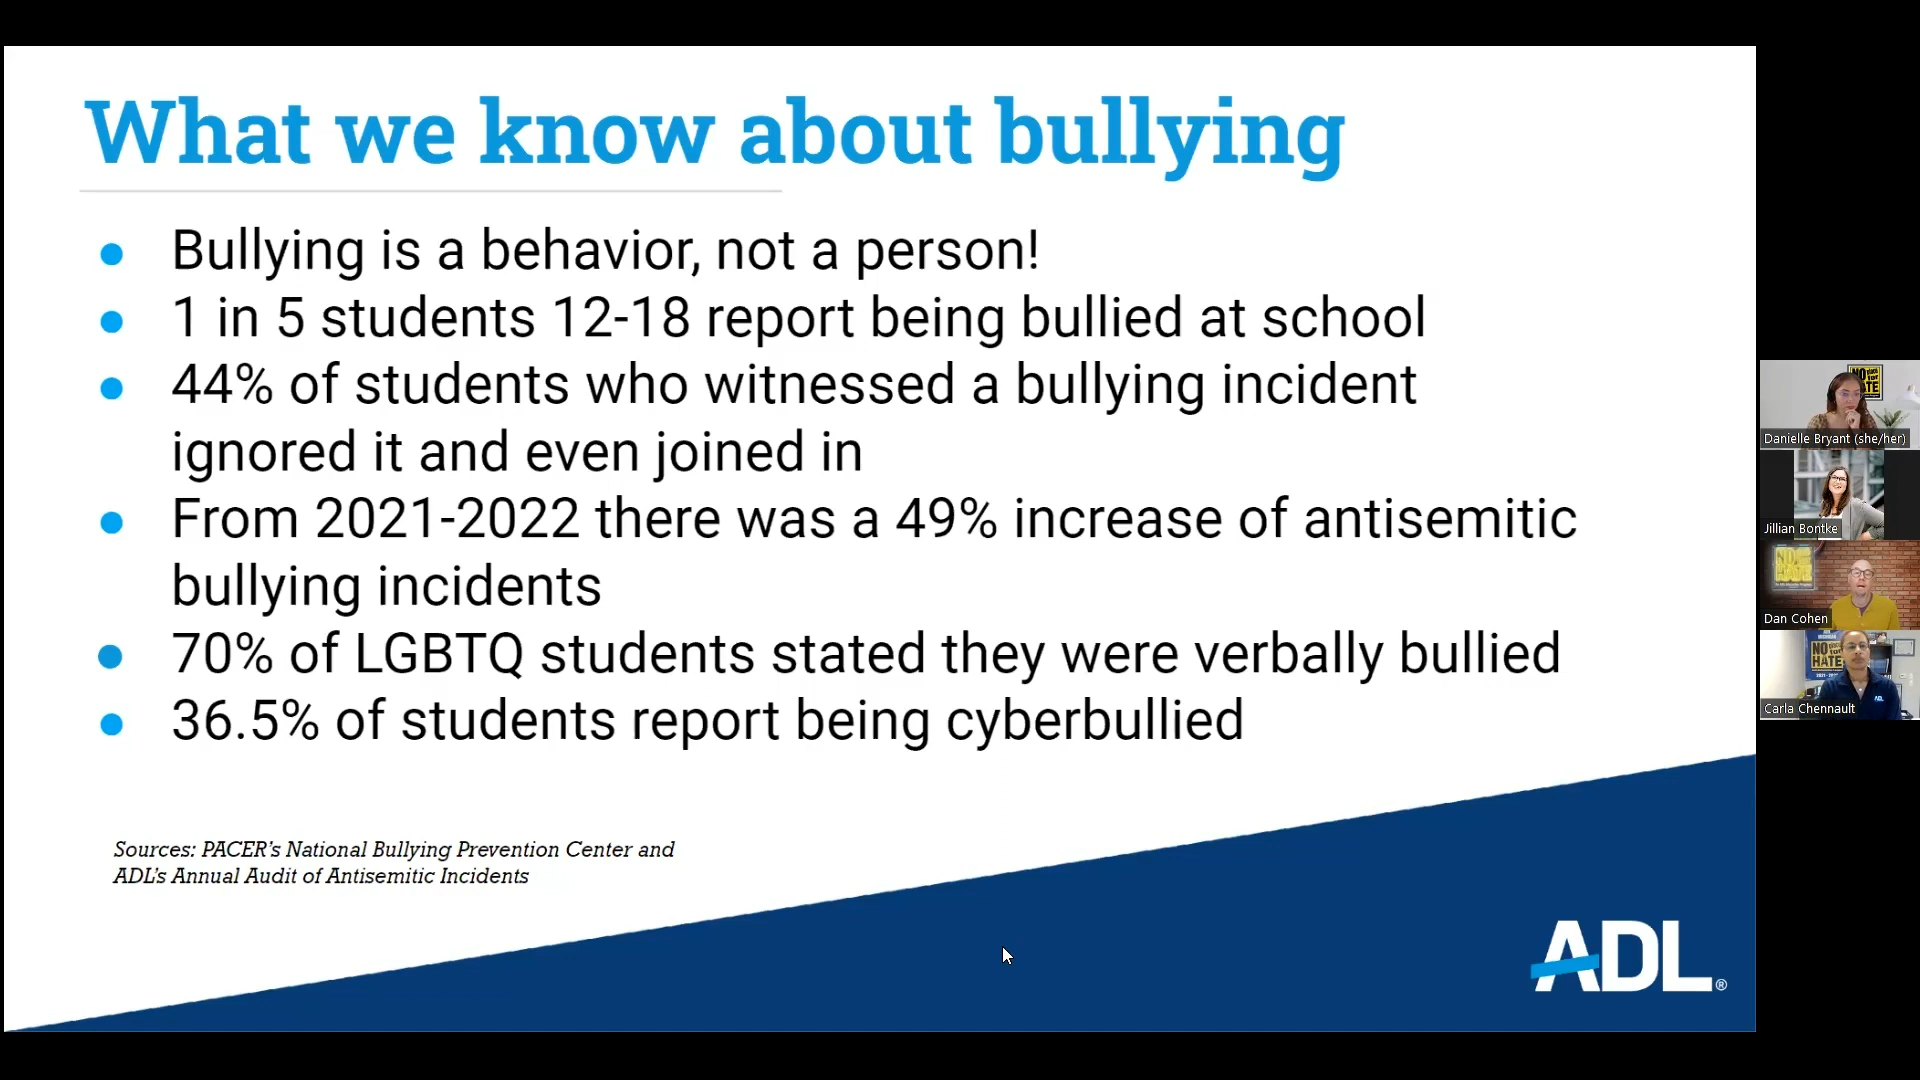 What we know about bullying
Bullying is a behavior, not a person!
1 in 5 students 12-18 report being bullied at school
44% of students who witnessed a bullying incident
ignored it and even joined in
From 2021-2022 there was a 49% increase of antisemitic
bullying incidents
70% of LGBTQ students stated they were verbally bullied
36.5% of students report being cyberbullied
Sources: PACER's National Bullying Prevention Center and
ADL's Annual Audit of Antisemitic Incidents
ADL®
Danielle Bryant (she/her)
Jillian Bontke
Dan Cohen
NO
HATE
ADL
Carla Chennault